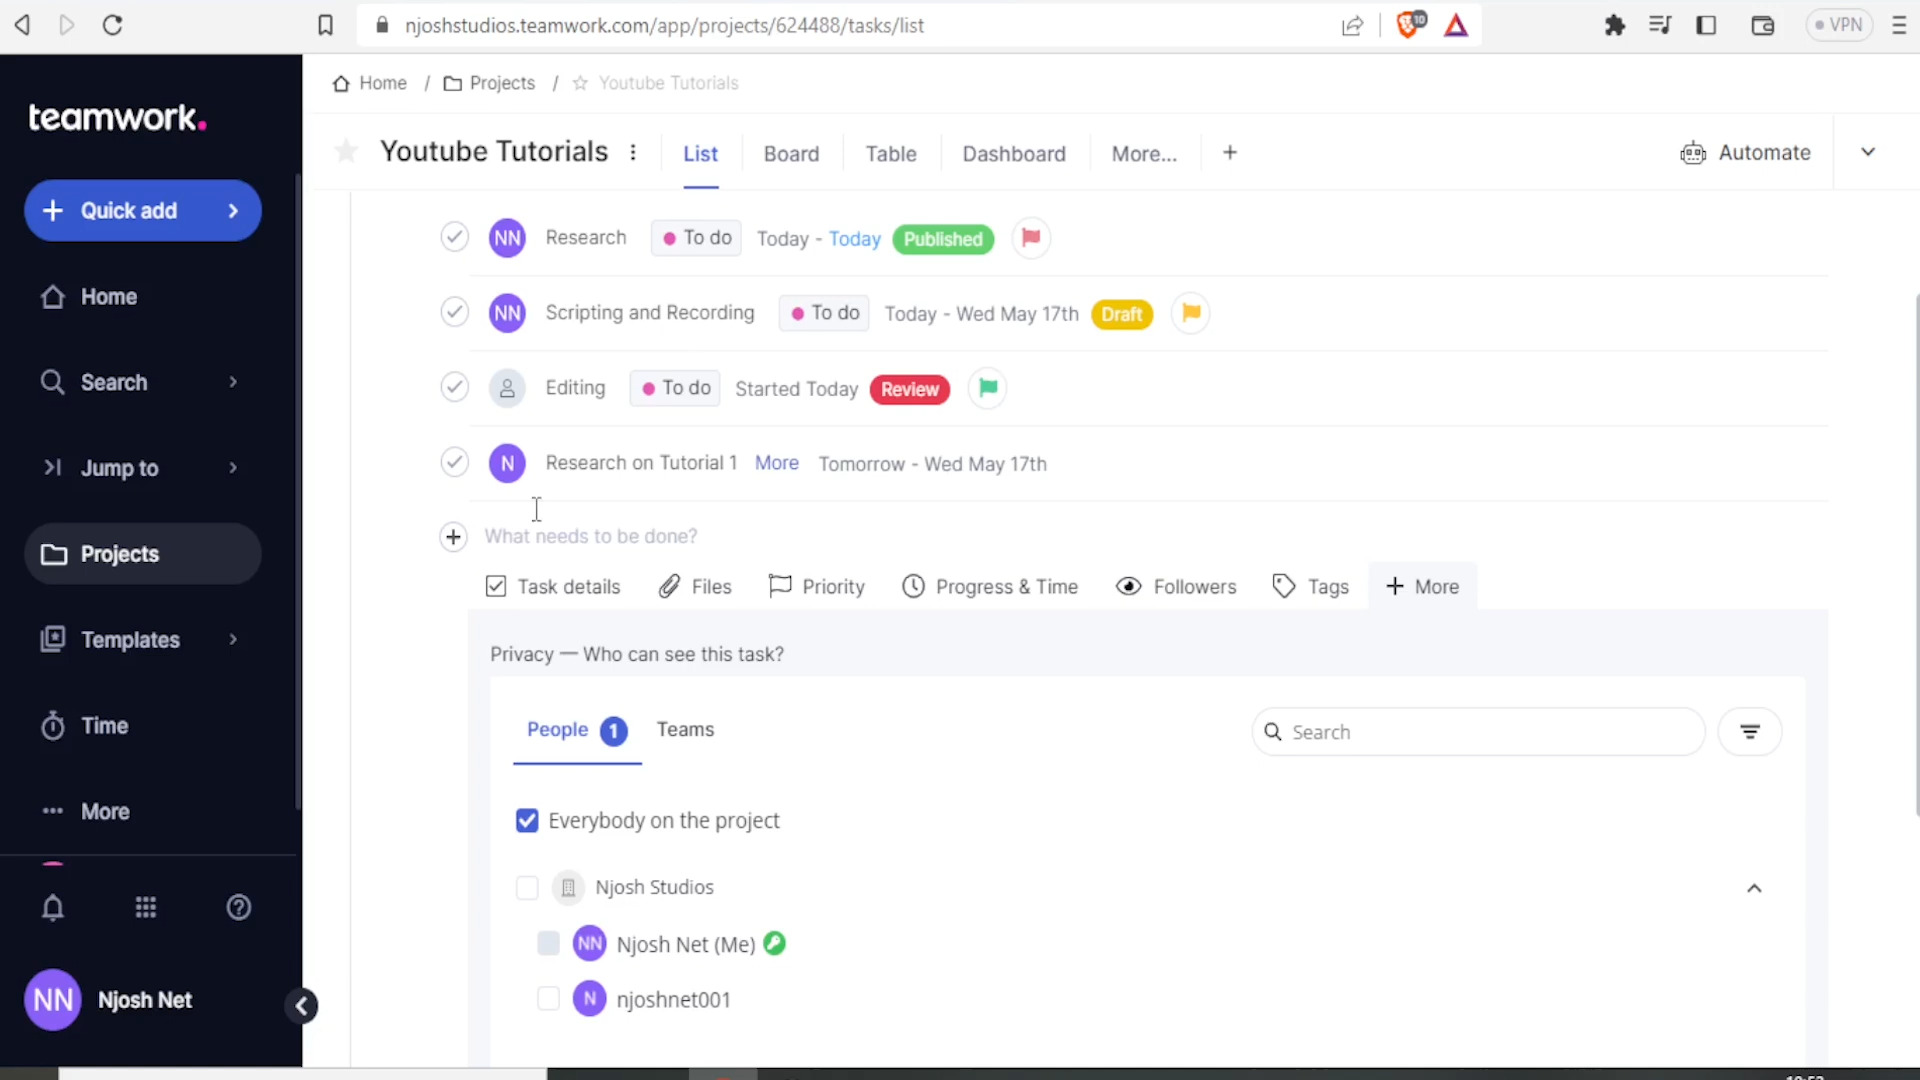 njoshstudios.teamwork.com/app/projects/624488/tasks/list
10
VPN
teamwork.
Home / Projects / Youtube Tutorials
Youtube Tutorials
List
Board
Table
Dashboard
More...
+
Automate
+ Quick add
Home
Search
Jump to
Projects
Templates
Time
More
NN Njosh Net
NN Research To do Today - Today Published
NN Scripting and Recording To do Today - Wed May 17th Draft
Editing To do Started Today Review
N Research on Tutorial 1 More Tomorrow - Wed May 17th
What needs to be done?
Task details Files Priority Progress & Time Followers Tags + More
Privacy — Who can see this task?
People 1 Teams Search
Everybody on the project
Njosh Studios
NN Njosh Net (Me)
N njoshnet001